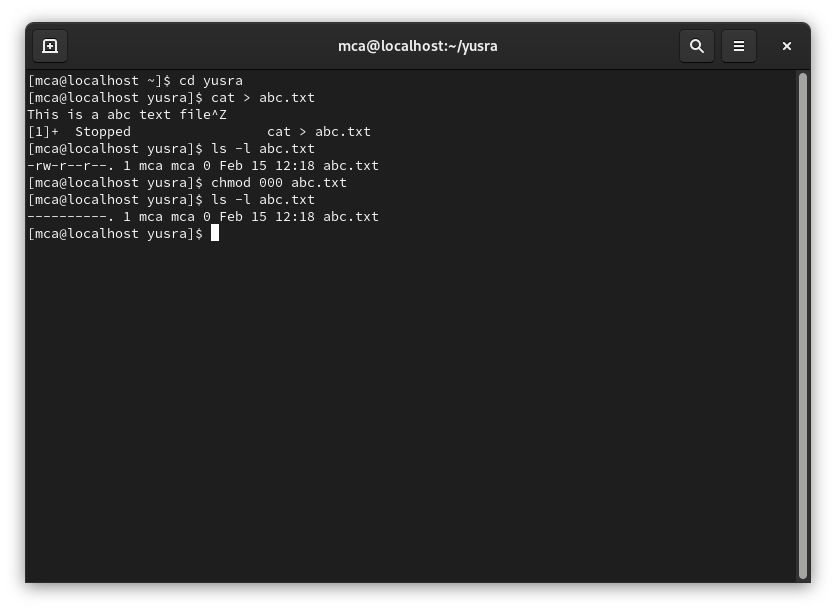 mca@localhost:~/yusra
[mca@localhost ~]$ cd yusra
[mca@localhost yusra]$ cat > abc.txt
This is a abc text file^Z
[1]+  Stopped                 cat > abc.txt
[mca@localhost yusra]$ ls -l abc.txt
-rw-r--r--. 1 mca mca 0 Feb 15 12:18 abc.txt
[mca@localhost yusra]$ chmod 000 abc.txt
[mca@localhost yusra]$ ls -l abc.txt
----------. 1 mca mca 0 Feb 15 12:18 abc.txt
[mca@localhost yusra]$